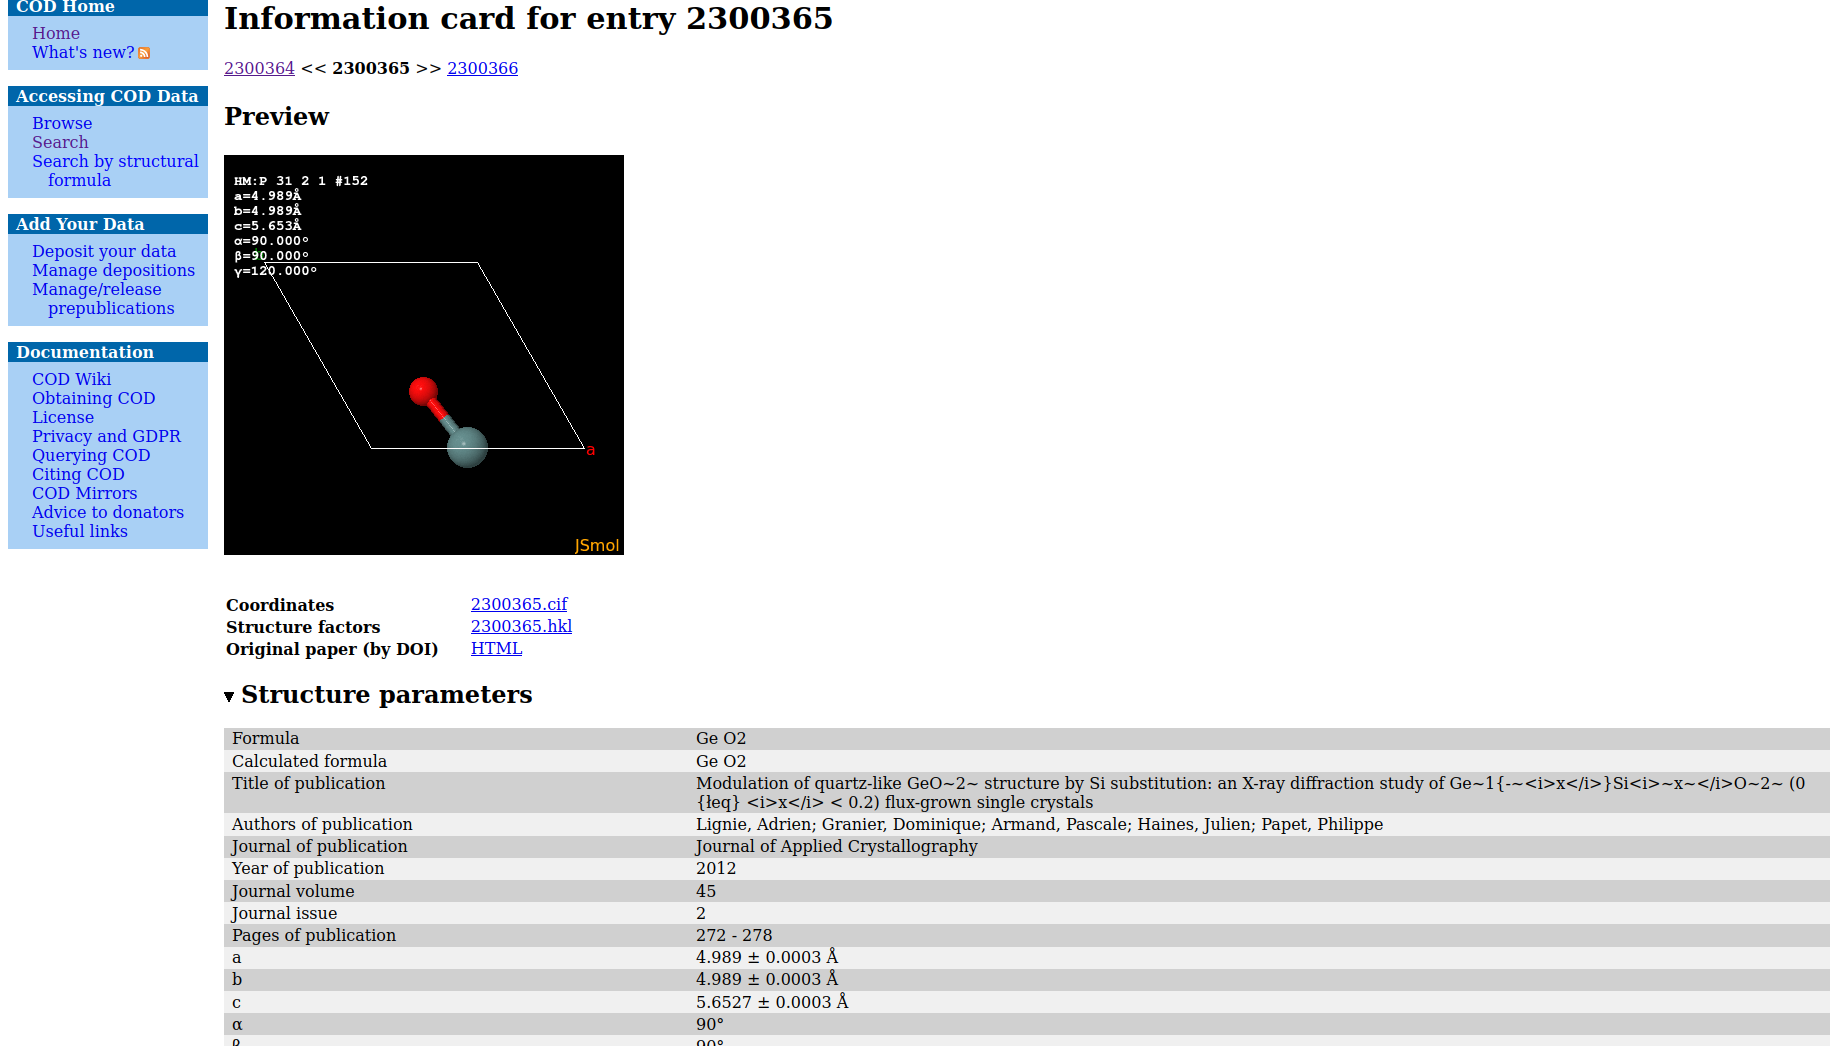 COD Home
Home
What's new?
Accessing COD Data
Browse
Search
Search by structural
formula
Add Your Data
Deposit your data
Manage depositions
Manage/release
prepublications
Documentation
COD Wiki
Obtaining COD
License
Privacy and GDPR
Querying COD
Citing COD
COD Mirrors
Advice to donators
Useful links
Information card for entry 2300365
2300364 << 2300365 >> 2300366
Preview
HM:P 31 2 1 #152
a=4.989Å
b=4.989Å
c=5.653Å
α=90.000°
β=90.000°
γ=120.000°
a
JSmol
Coordinates 2300365.cif
Structure factors 2300365.hkl
Original paper (by DOI) HTML
Structure parameters
Formula Ge O2
Calculated formula Ge O2
Title of publication Modulation of quartz-like GeO~2~ structure by Si substitution: an X-ray diffraction study of Ge~1{-~<i>x</i>}Si<i>~x~</i>O~2~ (0
{łeq} <i>x</i> < 0.2) flux-grown single crystals
Authors of publication Lignie, Adrien; Granier, Dominique; Armand, Pascale; Haines, Julien; Papet, Philippe
Journal of publication Journal of Applied Crystallography
Year of publication 2012
Journal volume 45
Journal issue 2
Pages of publication 272 - 278
a 4.989 ± 0.0003 Å
b 4.989 ± 0.0003 Å
c 5.6527 ± 0.0003 Å
α 90°
β 90°